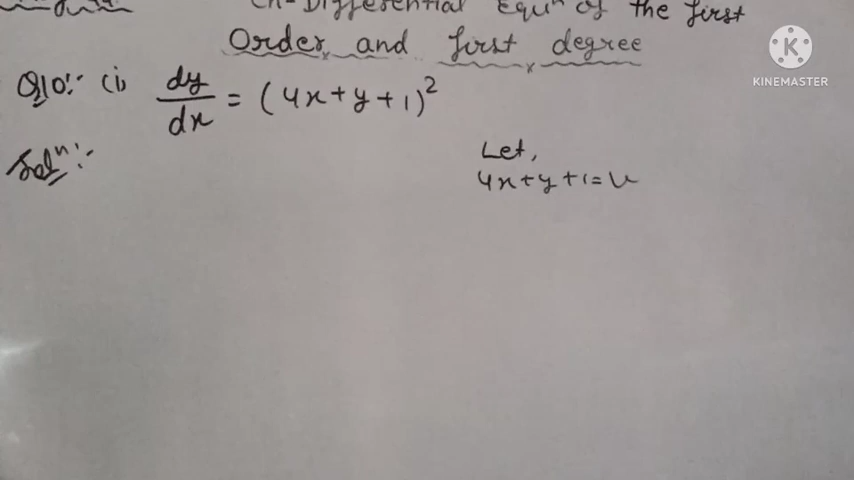 Ch-Differential Equⁿ of the first
Order and first degree
KINEMASTER
Q10:- (i) dy/dx = (4x+y+1)²
Solⁿ:-
Let,
4x+y+1=v